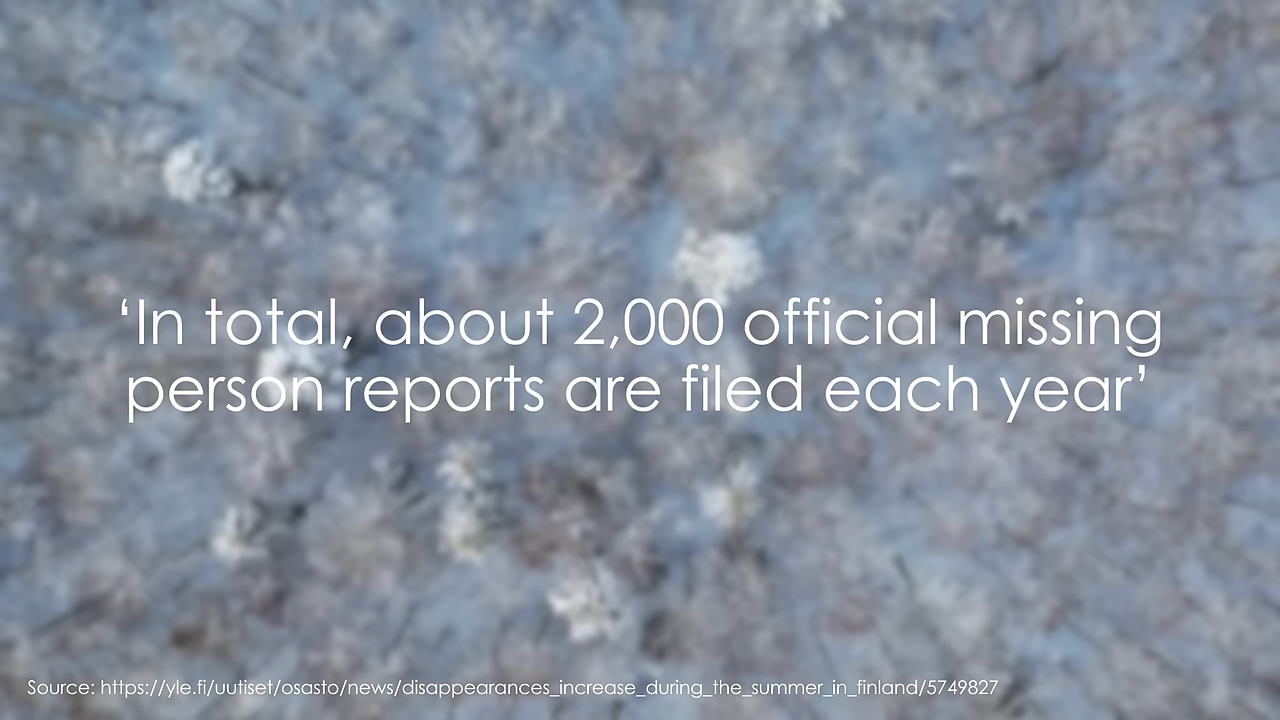 ‘In total, about 2,000 official missing
person reports are filed each year’
Source: https://yle.fi/uutiset/osasto/news/disappearances_increase_during_the_summer_in_finland/5749827